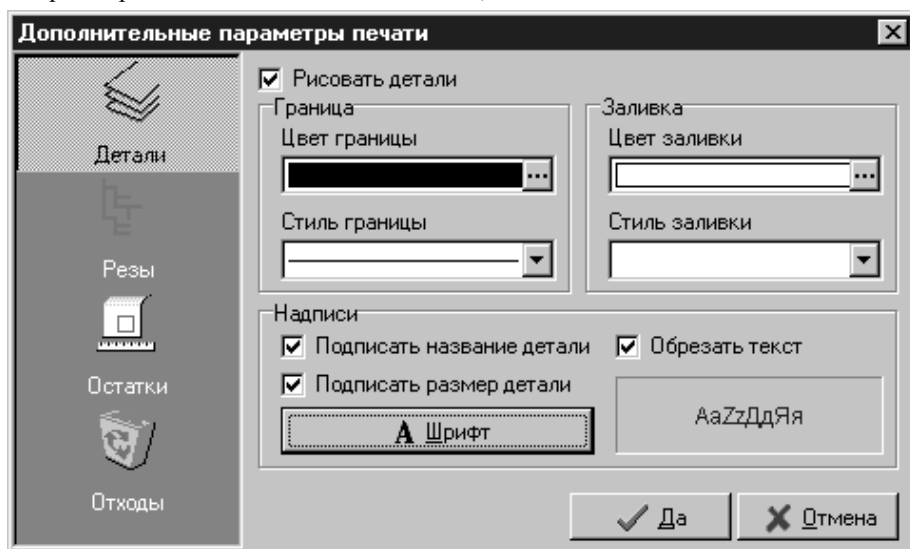 Дополнительные параметры печати
Детали
Резы
Остатки
Отходы
Рисовать детали
Граница
Цвет границы
Стиль границы
Заливка
Цвет заливки
Стиль заливки
Надписи
Подписать название детали
Обрезать текст
Подписать размер детали
A Шрифт
AaZzДдЯя
Да
Отмена